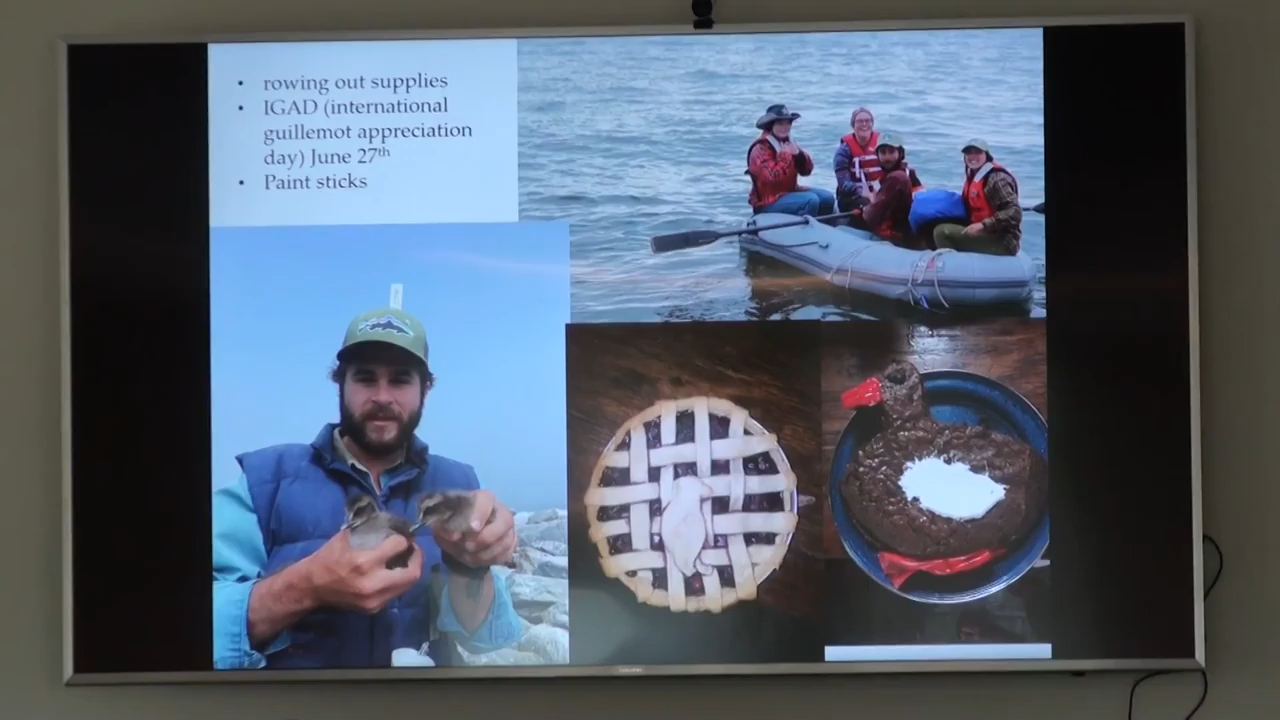 • rowing out supplies
• IGAD (international
guillemot appreciation
day) June 27th
• Paint sticks